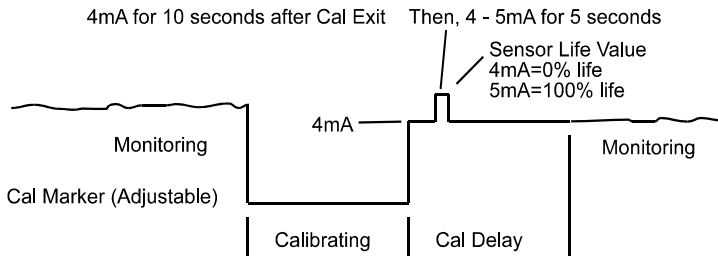 4mA for 10 seconds after Cal Exit
Then, 4 - 5mA for 5 seconds
Sensor Life Value
4mA=0% life
5mA=100% life
4mA
Monitoring
Monitoring
Cal Marker (Adjustable)
Calibrating
Cal Delay